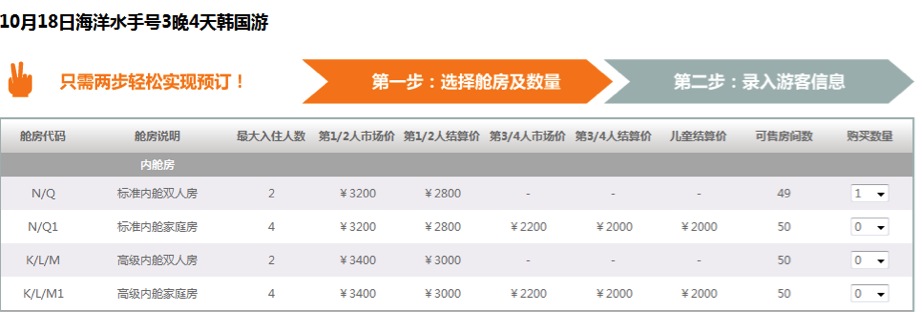 10月18日海洋水手号3晚4天韩国游
只需两步轻松实现预订！ 第一步：选择舱房及数量 第二步：录入游客信息
舱房代码 舱房说明 最大入住人数 第1/2人市场价 第1/2人结算价 第3/4人市场价 第3/4人结算价 儿童结算价 可售房间数 购买数量
内舱房
N/Q 标准内舱双人房 2 ￥3200 ￥2800 - - - 49 1
N/Q1 标准内舱家庭房 4 ￥3200 ￥2800 ￥2200 ￥2000 ￥2000 50 0
K/L/M 高级内舱双人房 2 ￥3400 ￥3000 - - - 50 0
K/L/M1 高级内舱家庭房 4 ￥3400 ￥3000 ￥2200 ￥2000 ￥2000 50 0